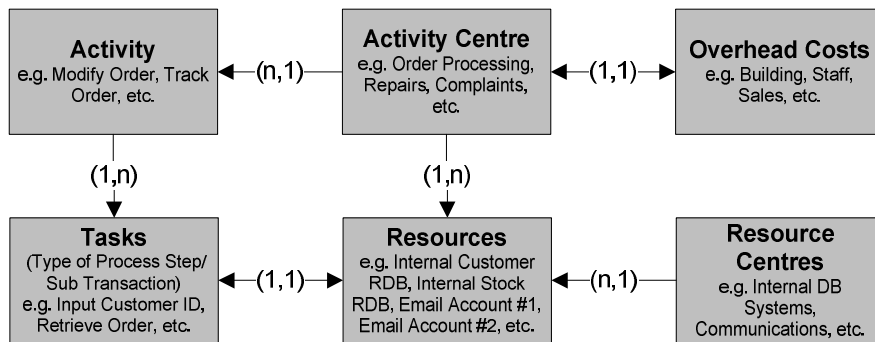 Activity
e.g. Modify Order, Track
Order, etc.
(n,1)
Activity Centre
e.g. Order Processing,
Repairs, Complaints,
etc.
(1,1)
Overhead Costs
e.g. Building, Staff,
Sales, etc.
(1,n)
(1,n)
Tasks
(Type of Process Step/
Sub Transaction)
e.g. Input Customer ID,
Retrieve Order, etc.
(1,1)
Resources
e.g. Internal Customer
RDB, Internal Stock
RDB, Email Account #1,
Email Account #2, etc.
(n,1)
Resource
Centres
e.g. Internal DB
Systems,
Communications, etc.